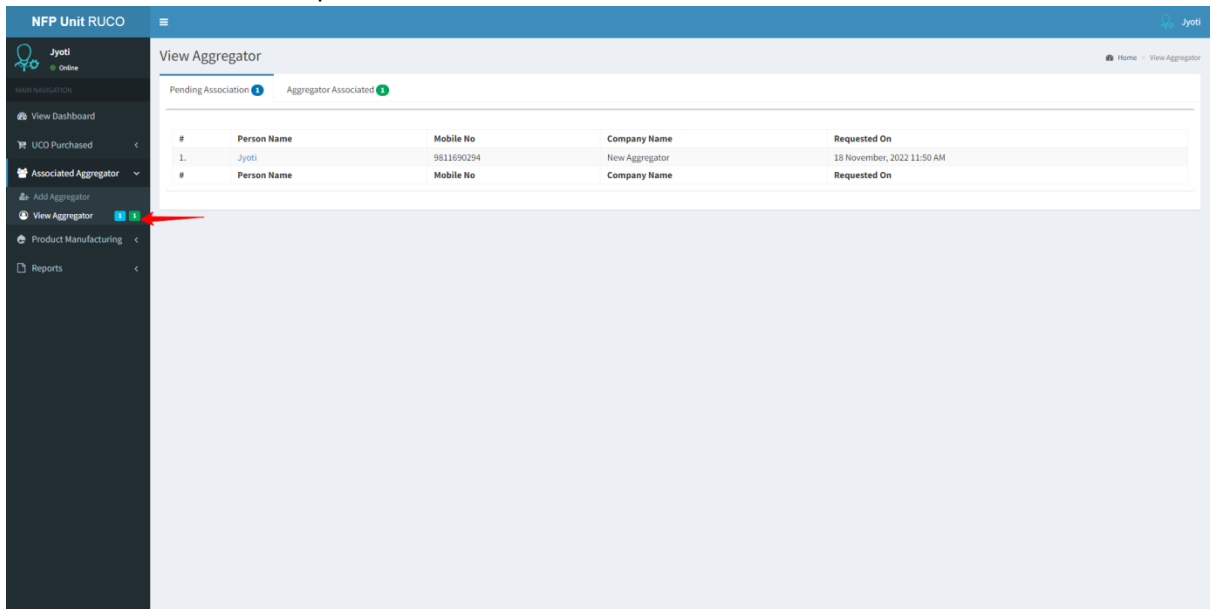 NFP Unit RUCO
Jyoti
Jyoti
Online
MAIN NAVIGATION
View Dashboard
UCO Purchased
Associated Aggregator
Add Aggregator
View Aggregator 1 1
Product Manufacturing
Reports
View Aggregator
Home > View Aggregator
Pending Association 1 Aggregator Associated 1
# Person Name Mobile No Company Name Requested On
1. Jyoti 9811690294 New Aggregator 18 November, 2022 11:50 AM
# Person Name Mobile No Company Name Requested On